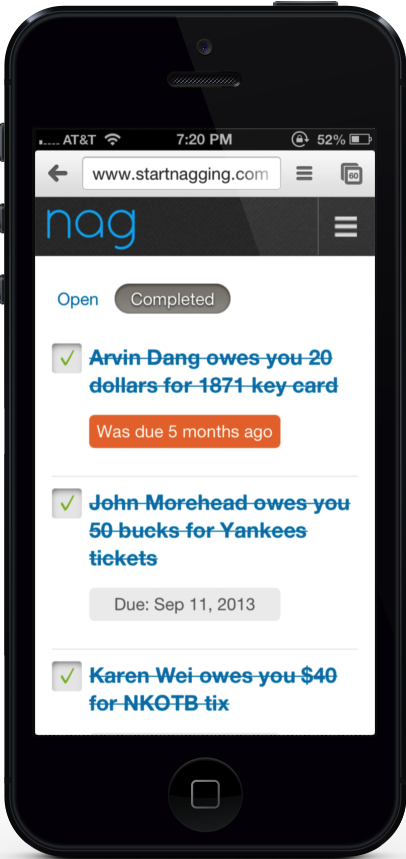 AT&T 7:20 PM 52%
www.startnagging.com 60
nag
Open Completed
Arvin Dang owes you 20
dollars for 1871 key card
Was due 5 months ago
John Morehead owes you
50 bucks for Yankees
tickets
Due: Sep 11, 2013
Karen Wei owes you $40
for NKOTB tix